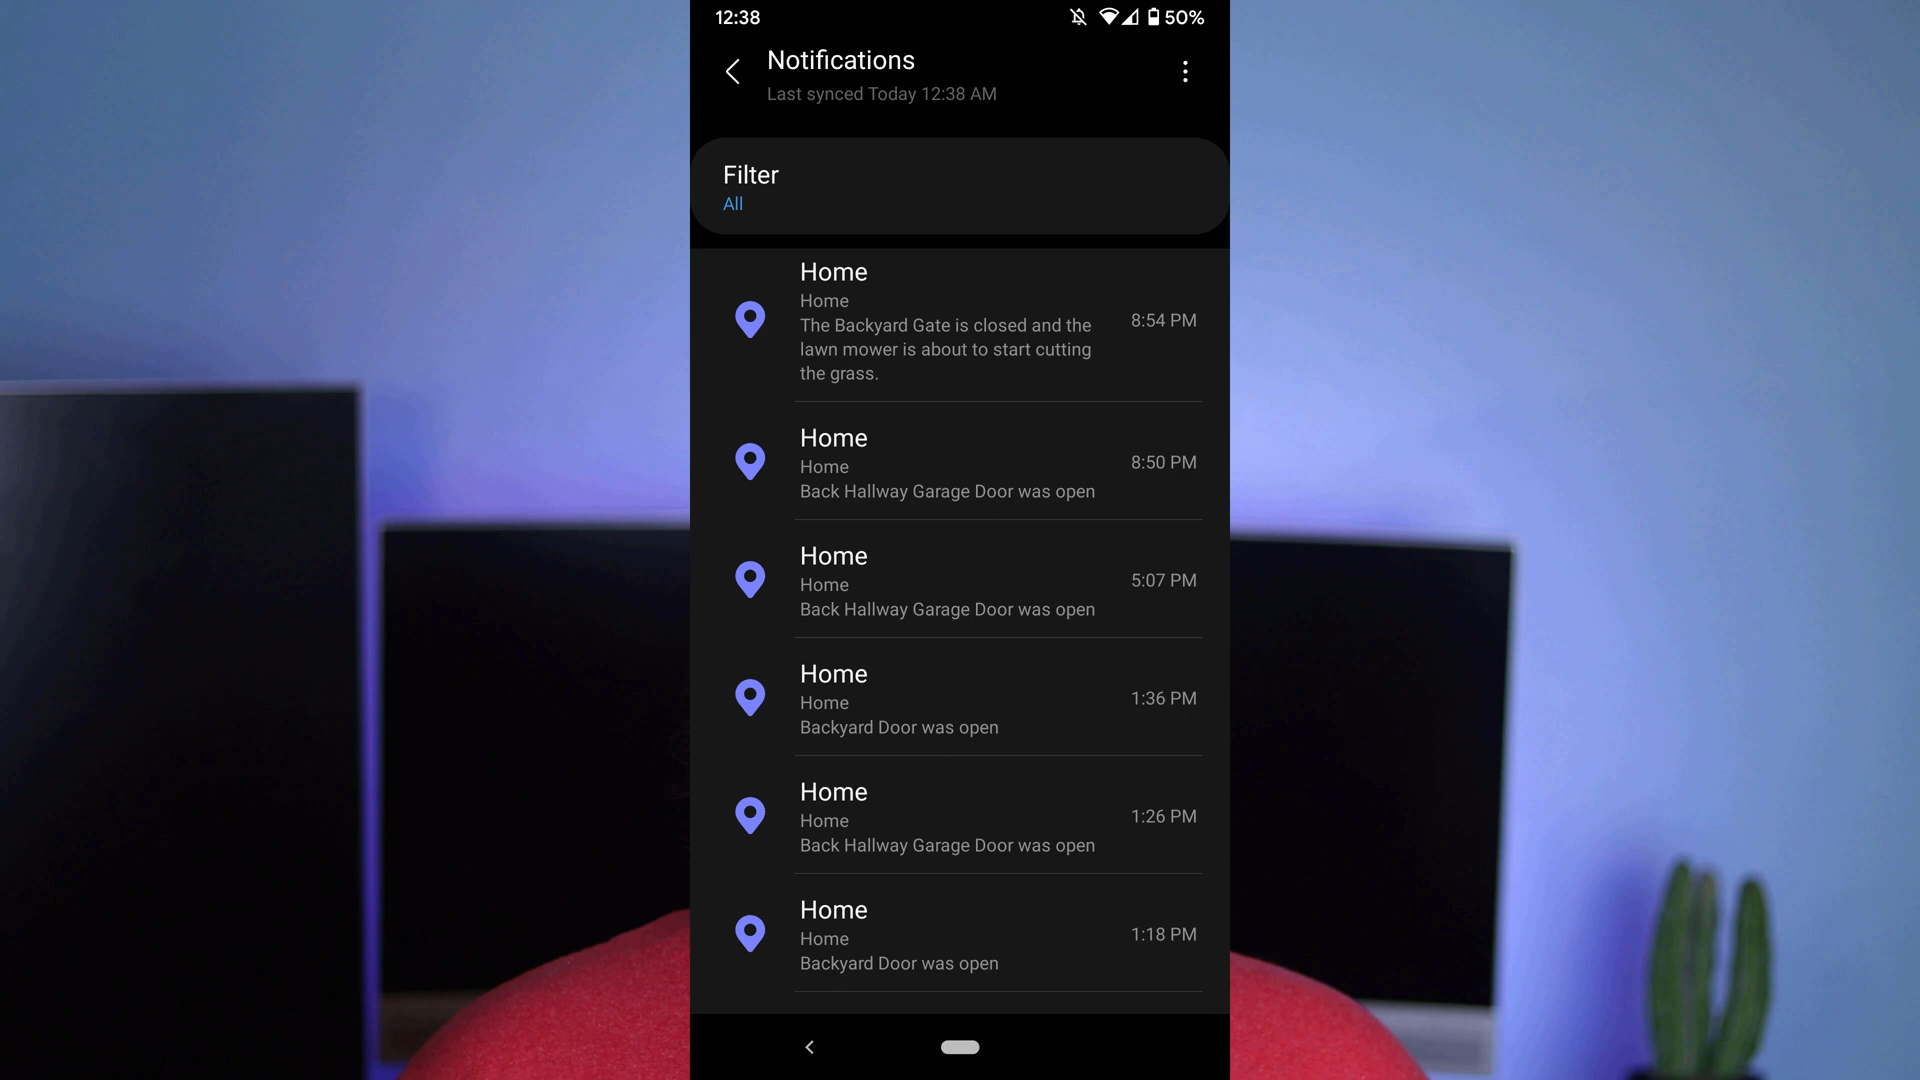 12:38
50%
Notifications
Last synced Today 12:38 AM
Filter
All
Home
Home
The Backyard Gate is closed and the
lawn mower is about to start cutting
the grass.
8:54 PM
Home
Home
Back Hallway Garage Door was open
8:50 PM
Home
Home
Back Hallway Garage Door was open
5:07 PM
Home
Home
Backyard Door was open
1:36 PM
Home
Home
Back Hallway Garage Door was open
1:26 PM
Home
Home
Backyard Door was open
1:18 PM